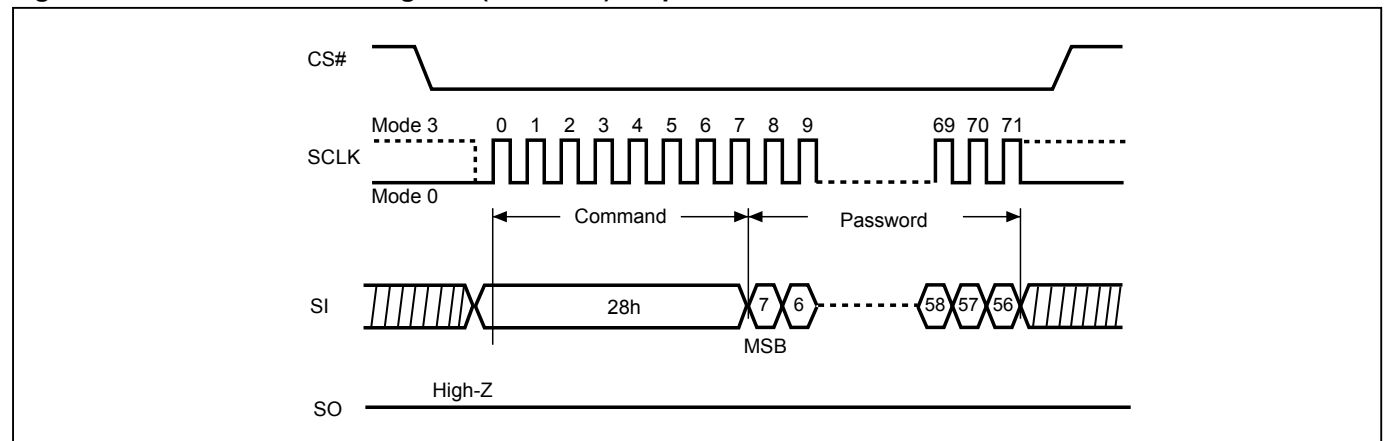 CS#
Mode 3 0 1 2 3 4 5 6 7 8 9 69 70 71
SCLK
Mode 0
Command Password
SI 28h 7 6 58 57 56
MSB
High-Z
SO